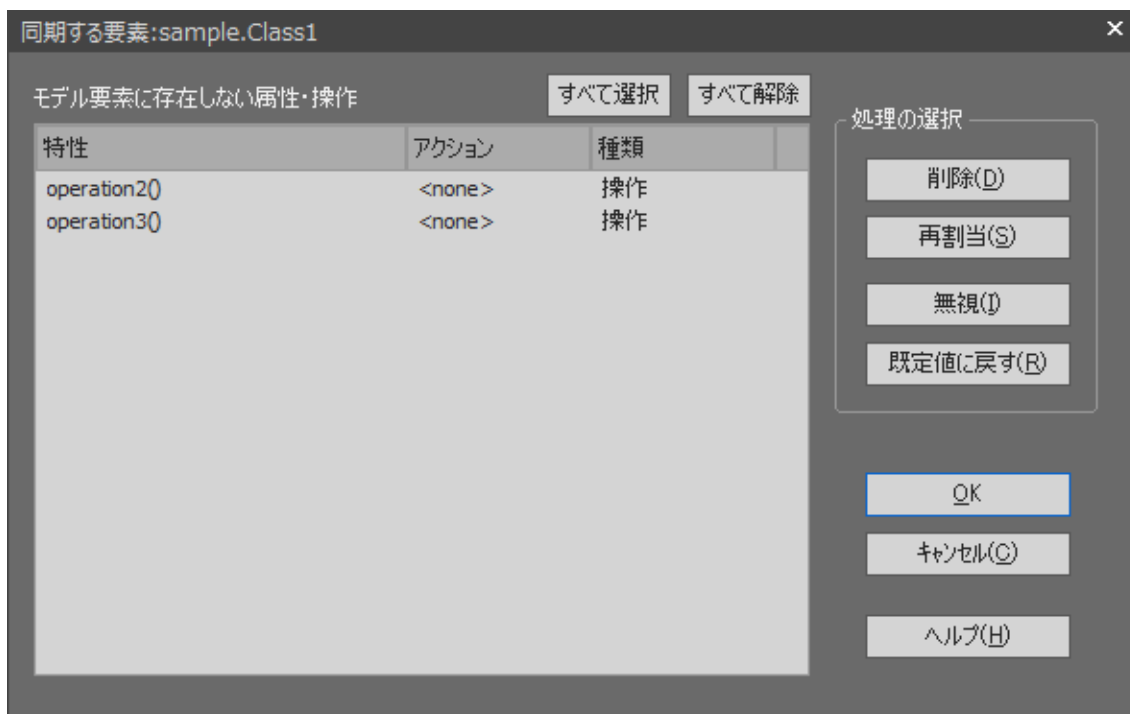 同期する要素:sample.Class1
モデル要素に存在しない属性・操作 すべて選択 すべて解除
特性 アクション 種類
operation2() <none> 操作
operation3() <none> 操作
処理の選択
削除(D)
再割当(S)
無視(I)
既定値に戻す(R)
OK
キャンセル(C)
ヘルプ(H)